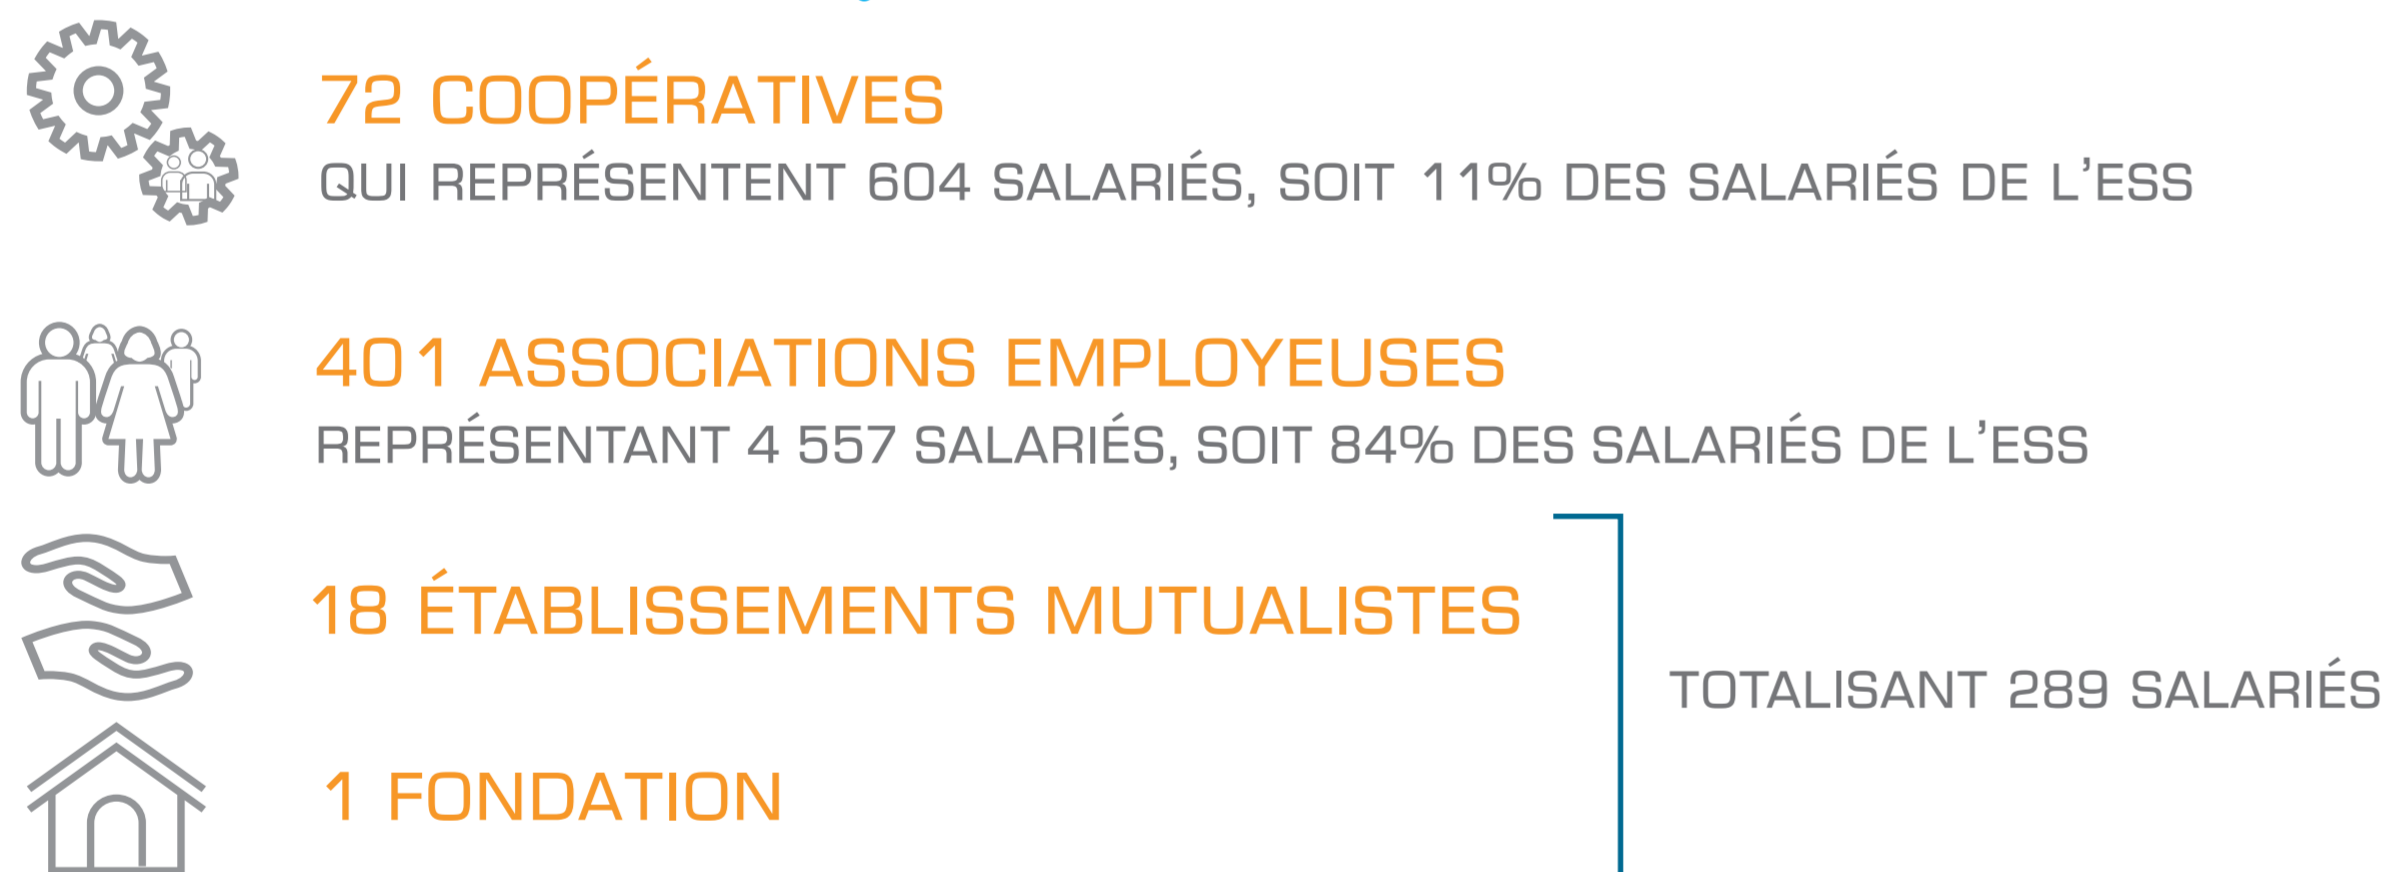 72 COOPÉRATIVES
QUI REPRÉSENTENT 604 SALARIÉS, SOIT 11% DES SALARIÉS DE L’ESS
401 ASSOCIATIONS EMPLOYEUSES
REPRÉSENTANT 4 557 SALARIÉS, SOIT 84% DES SALARIÉS DE L’ESS
18 ÉTABLISSEMENTS MUTUALISTES
TOTALISANT 289 SALARIÉS
1 FONDATION